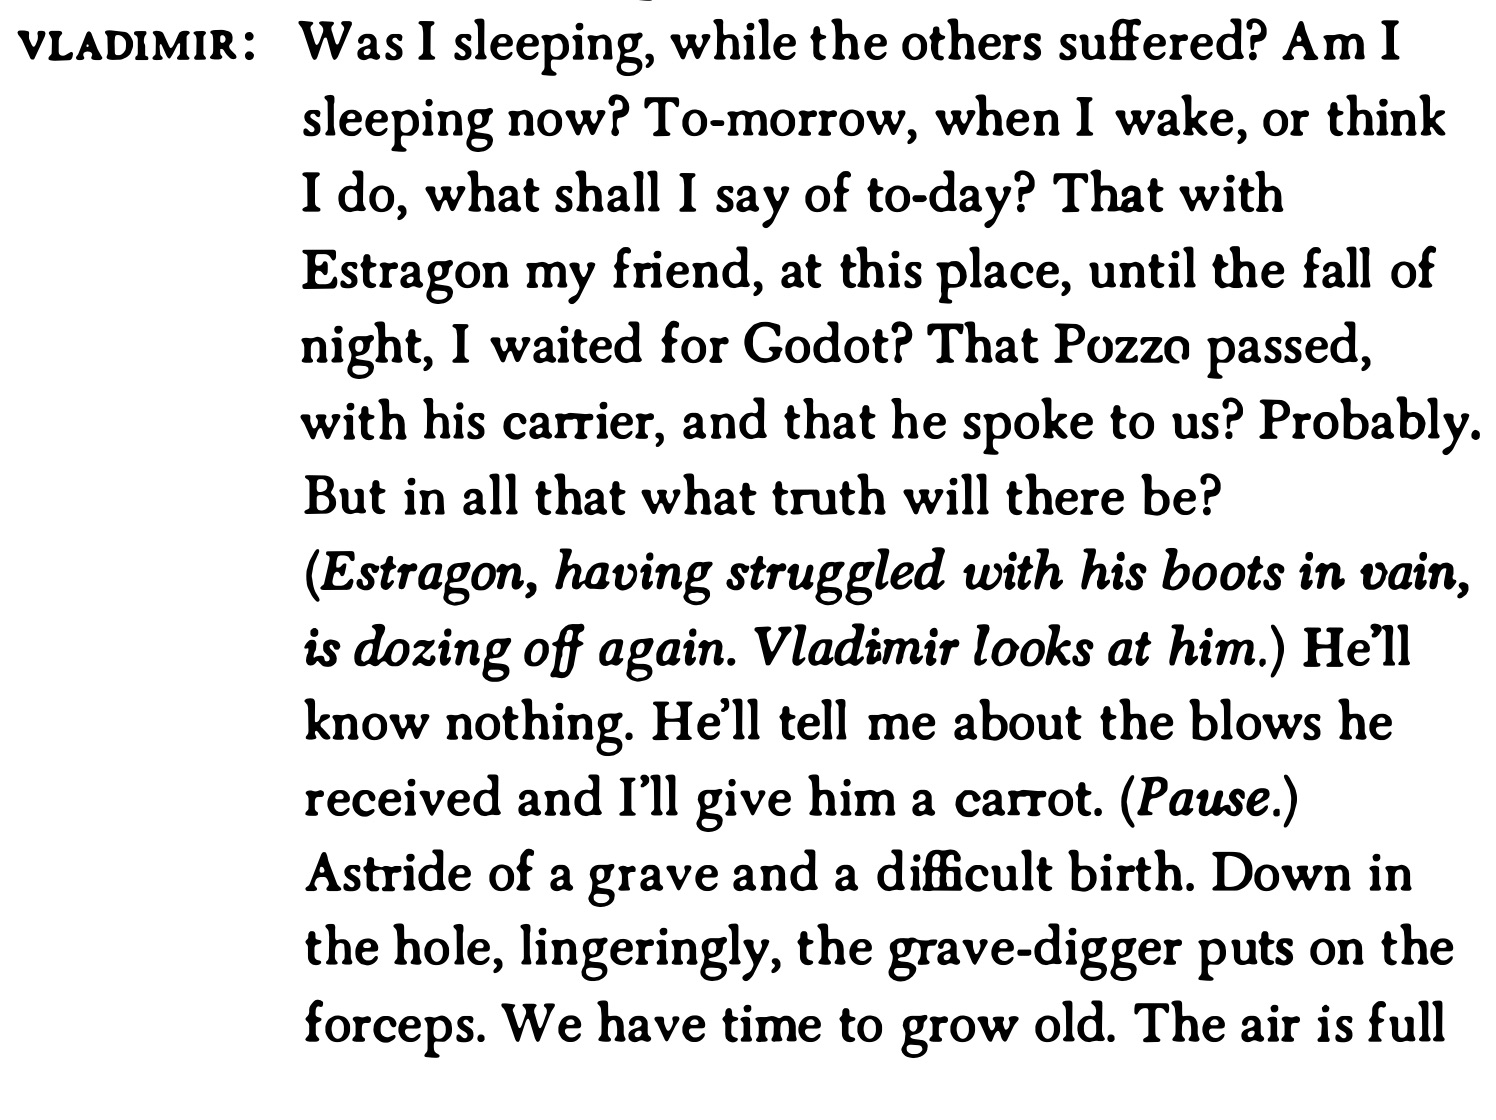 VLADIMIR: Was I sleeping, while the others suffered? Am I
sleeping now? To-morrow, when I wake, or think
I do, what shall I say of to-day? That with
Estragon my friend, at this place, until the fall of
night, I waited for Godot? That Pozzo passed,
with his carrier, and that he spoke to us? Probably.
But in all that what truth will there be?
(Estragon, having struggled with his boots in vain,
is dozing off again. Vladimir looks at him.) He’ll
know nothing. He’ll tell me about the blows he
received and I’ll give him a carrot. (Pause.)
Astride of a grave and a difficult birth. Down in
the hole, lingeringly, the grave-digger puts on the
forceps. We have time to grow old. The air is full